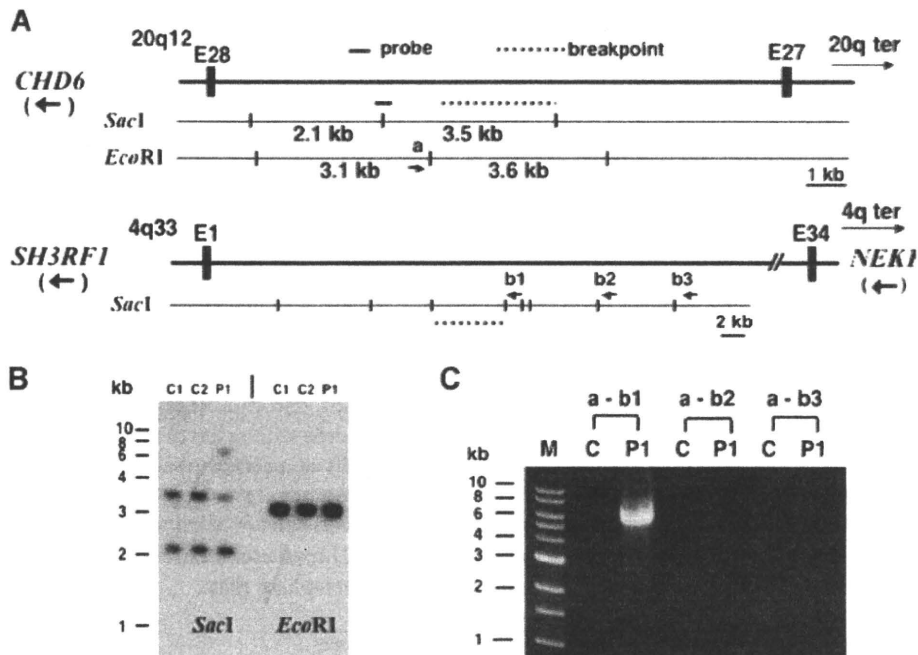 A
20q12
E28
probe
breakpoint
E27
20q ter
CHD6
(←)
SacI
2.1 kb
3.5 kb
EcoRI
a
3.1 kb
3.6 kb
1 kb
4q33
E1
E34
4q ter
SH3RF1
(←)
NEK1
(←)
b1
b2
b3
SacI
2 kb
B
kb
C1 C2 P1 C1 C2 P1
10
8
6
4
3
2
1
SacI EcoRI
C
a - b1 a - b2 a - b3
kb
M C P1 C P1 C P1
10
8
6
4
3
2
1